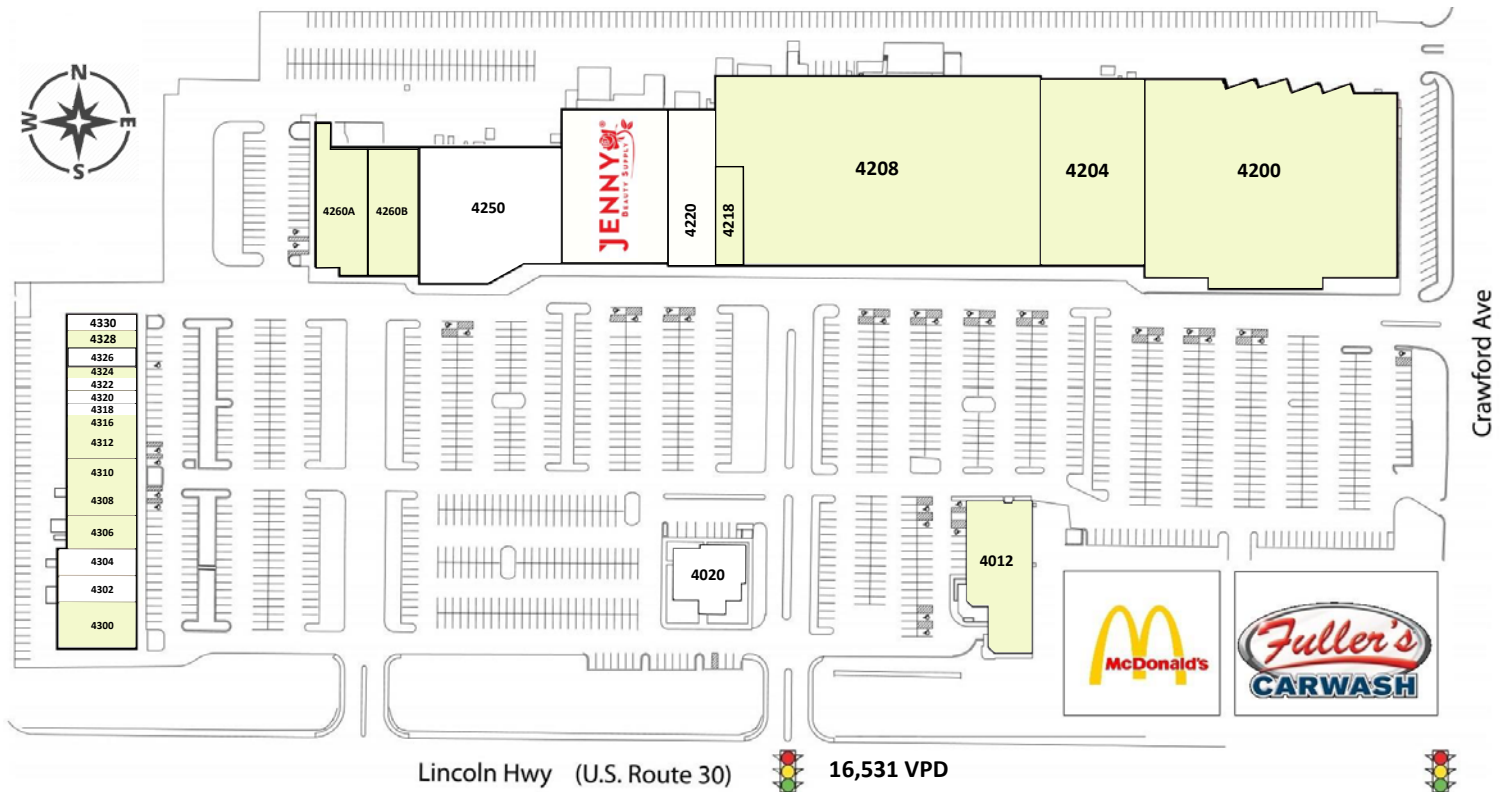 N
W
E
S
4260A
4260B
4250
JENNY®
BEAUTY SUPPLY
4220
4218
4208
4204
4200
Crawford Ave
4330
4328
4326
4324
4322
4320
4318
4316
4312
4310
4308
4306
4304
4302
4300
4020
4012
McDonald's
Fuller's
CARWASH
Lincoln Hwy (U.S. Route 30)
16,531 VPD